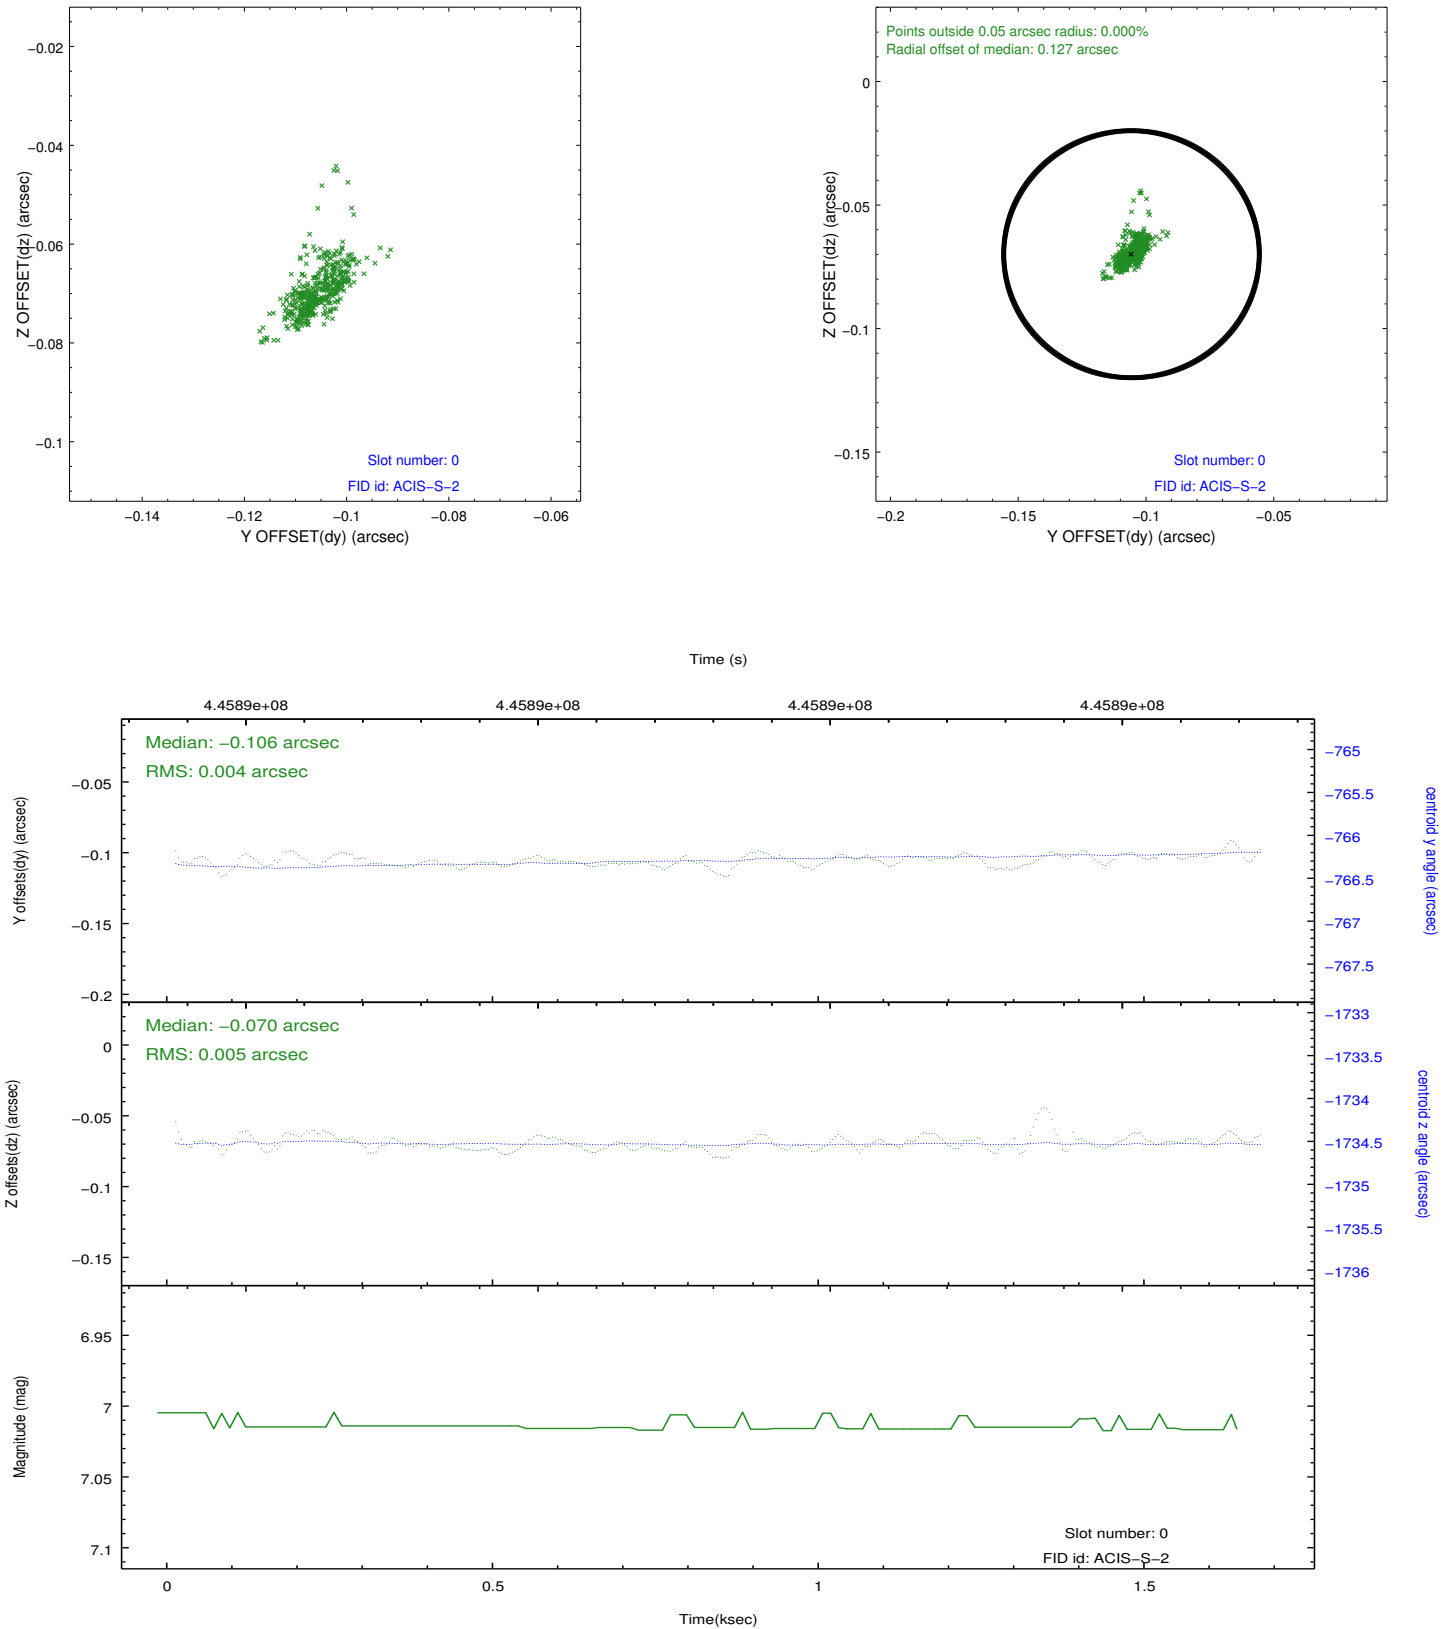 −0.02
−0.04
−0.06
−0.08
−0.1
Z OFFSET(dz) (arcsec)
Slot number: 0
FID id: ACIS−S−2
−0.14
−0.12
−0.1
−0.08
−0.06
Y OFFSET(dy) (arcsec)
Points outside 0.05 arcsec radius: 0.000%
Radial offset of median: 0.127 arcsec
0
−0.05
−0.1
−0.15
Z OFFSET(dz) (arcsec)
Slot number: 0
FID id: ACIS−S−2
−0.2
−0.15
−0.1
−0.05
Y OFFSET(dy) (arcsec)
Time (s)
4.4589e+08
4.4589e+08
4.4589e+08
4.4589e+08
Median: −0.106 arcsec
RMS: 0.004 arcsec
−0.05
−0.1
−0.15
−0.2
Y offsets(dy) (arcsec)
−765
−765.5
−766
−766.5
−767
−767.5
centroid y angle (arcsec)
Median: −0.070 arcsec
RMS: 0.005 arcsec
0
−0.05
−0.1
−0.15
Z offsets(dz) (arcsec)
−1733
−1733.5
−1734
−1734.5
−1735
−1735.5
−1736
centroid z angle (arcsec)
6.95
7
7.05
7.1
Magnitude (mag)
Slot number: 0
FID id: ACIS−S−2
0
0.5
1
1.5
Time(ksec)